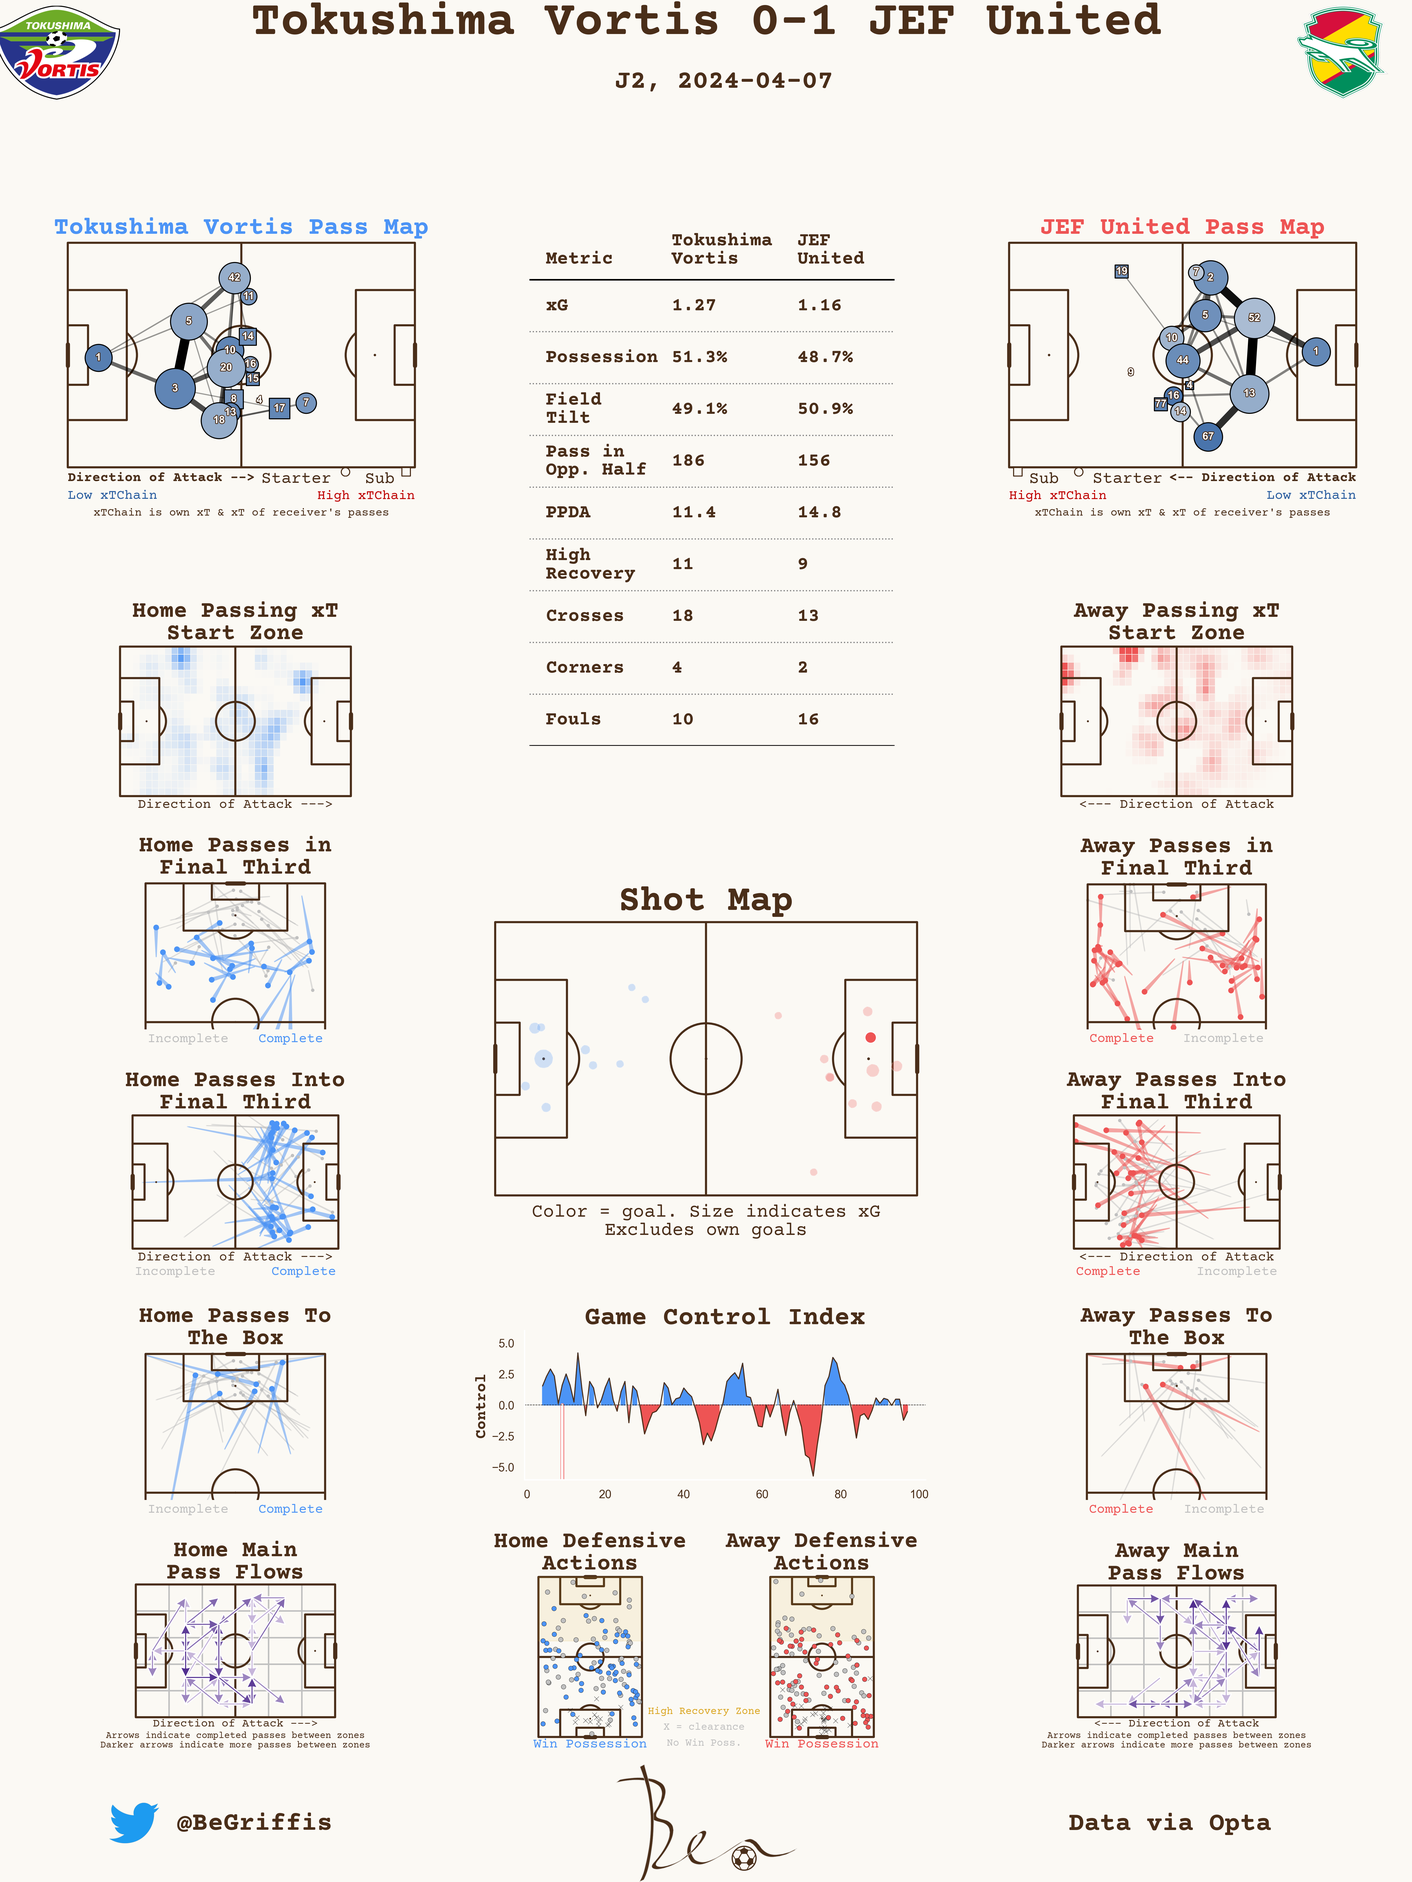 Tokushima Vortis 0-1 JEF United
J2, 2024-04-07
TOKUSHIMA
VORTIS
Tokushima Vortis Pass Map
42
11
5
14
10
1
20
16
15
3
8
4
13
18
17
7
Direction of Attack --> Starter Sub
Low xTChain High xTChain
xTChain is own xT & xT of receiver's passes
Metric Tokushima Vortis JEF United
xG 1.27 1.16
Possession 51.3% 48.7%
Field Tilt 49.1% 50.9%
Pass in Opp. Half 186 156
PPDA 11.4 14.8
High Recovery 11 9
Crosses 18 13
Corners 4 2
Fouls 10 16
JEF United Pass Map
19
7
2
5
52
10
44
1
9
16
13
77
14
67
Sub Starter <-- Direction of Attack
High xTChain Low xTChain
xTChain is own xT & xT of receiver's passes
Home Passing xT
Start Zone
Direction of Attack --->
Away Passing xT
Start Zone
<--- Direction of Attack
Home Passes in
Final Third
Incomplete Complete
Away Passes in
Final Third
Complete Incomplete
Shot Map
Color = goal. Size indicates xG
Excludes own goals
Home Passes Into
Final Third
Direction of Attack --->
Incomplete Complete
Away Passes Into
Final Third
<--- Direction of Attack
Complete Incomplete
Home Passes To
The Box
Incomplete Complete
Game Control Index
Control
5.0
2.5
0.0
−2.5
−5.0
0 20 40 60 80 100
Away Passes To
The Box
Complete Incomplete
Home Main
Pass Flows
Direction of Attack --->
Arrows indicate completed passes between zones
Darker arrows indicate more passes between zones
Home Defensive
Actions
Win Possession
High Recovery Zone
X = clearance
No Win Poss.
Away Defensive
Actions
Win Possession
Away Main
Pass Flows
<--- Direction of Attack
Arrows indicate completed passes between zones
Darker arrows indicate more passes between zones
@BeGriffis
Ben
Data via Opta